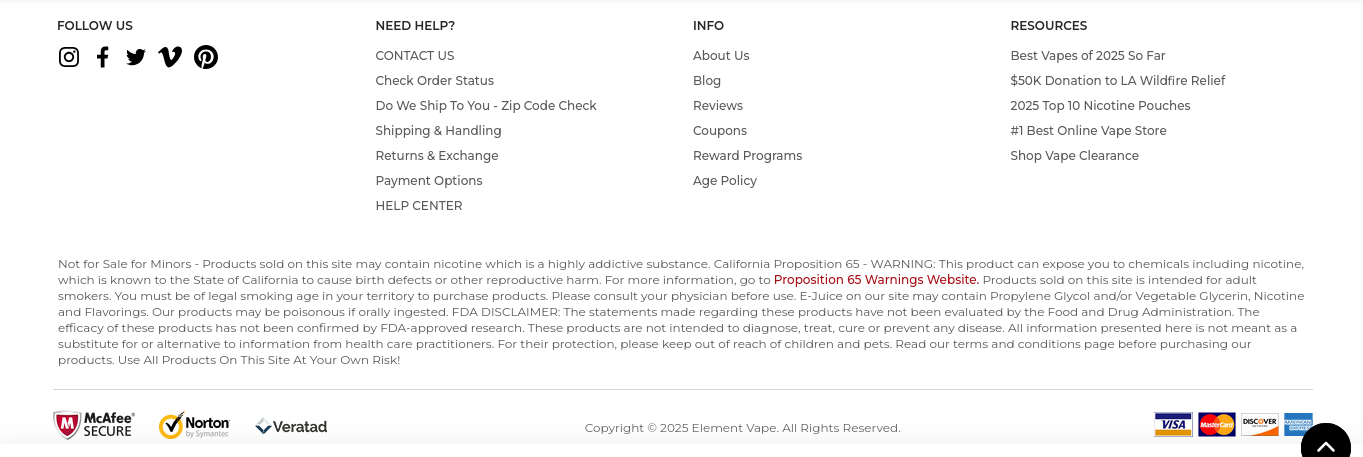 FOLLOW US
NEED HELP?
CONTACT US
Check Order Status
Do We Ship To You - Zip Code Check
Shipping & Handling
Returns & Exchange
Payment Options
HELP CENTER
INFO
About Us
Blog
Reviews
Coupons
Reward Programs
Age Policy
RESOURCES
Best Vapes of 2025 So Far
$50K Donation to LA Wildfire Relief
2025 Top 10 Nicotine Pouches
#1 Best Online Vape Store
Shop Vape Clearance
Not for Sale for Minors - Products sold on this site may contain nicotine which is a highly addictive substance. California Proposition 65 - WARNING: This product can expose you to chemicals including nicotine,
which is known to the State of California to cause birth defects or other reproductive harm. For more information, go to Proposition 65 Warnings Website. Products sold on this site is intended for adult
smokers. You must be of legal smoking age in your territory to purchase products. Please consult your physician before use. E-Juice on our site may contain Propylene Glycol and/or Vegetable Glycerin, Nicotine
and Flavorings. Our products may be poisonous if orally ingested. FDA DISCLAIMER: The statements made regarding these products have not been evaluated by the Food and Drug Administration. The
efficacy of these products has not been confirmed by FDA-approved research. These products are not intended to diagnose, treat, cure or prevent any disease. All information presented here is not meant as a
substitute for or alternative to information from health care practitioners. For their protection, please keep out of reach of children and pets. Read our terms and conditions page before purchasing our
products. Use All Products On This Site At Your Own Risk!
McAfee
SECURE
Norton
by Symantec
Veratad
Copyright © 2025 Element Vape. All Rights Reserved.
VISA
MasterCard
DISCOVER
AMERICAN
EXPRESS